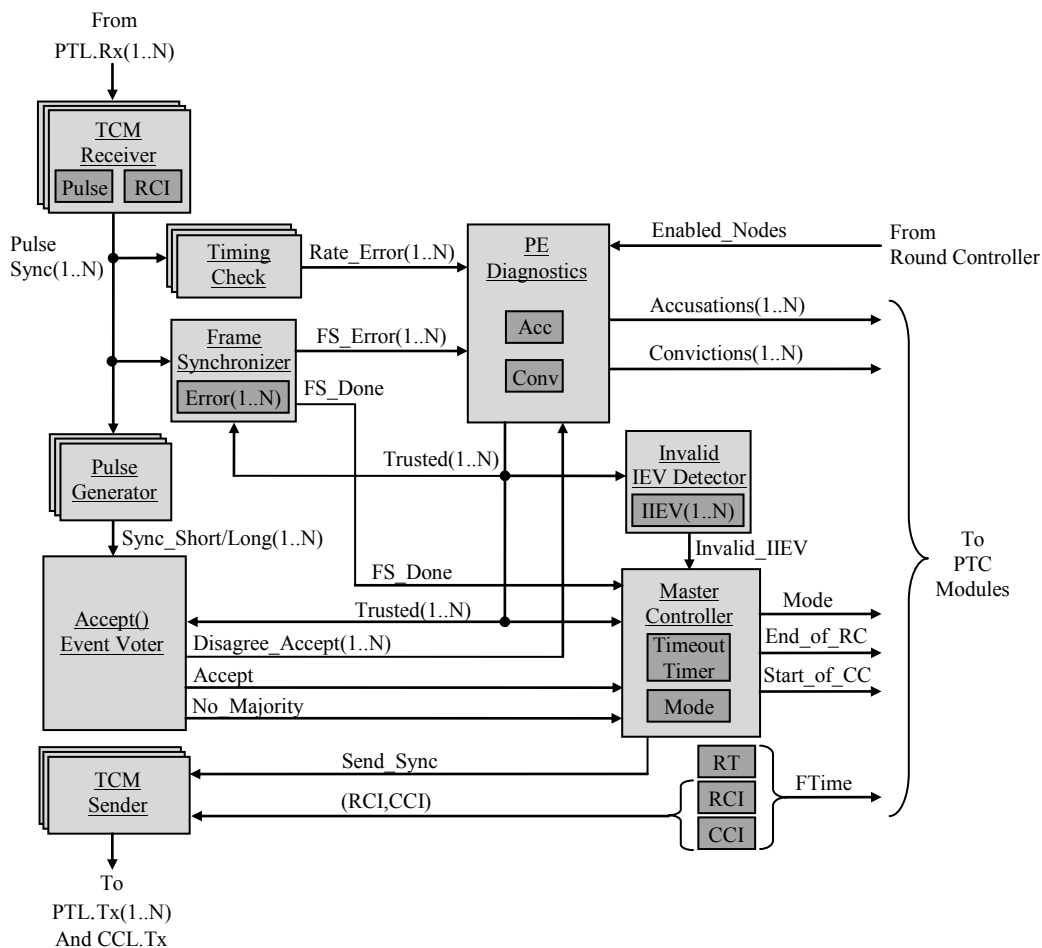 From
PTL.Rx(1..N)
TCM
Receiver
Pulse
RCI
Pulse
Sync(1..N)
Timing
Check
Rate_Error(1..N)
PE
Diagnostics
Acc
Conv
Enabled_Nodes
From
Round Controller
Accusations(1..N)
Convictions(1..N)
Frame
Synchronizer
Error(1..N)
FS_Error(1..N)
FS_Done
Pulse
Generator
Trusted(1..N)
Invalid
IEV Detector
IIEV(1..N)
Sync_Short/Long(1..N)
Invalid_IIEV
To
PTC
Modules
Accept()
Event Voter
FS_Done
Trusted(1..N)
Disagree_Accept(1..N)
Accept
No_Majority
Master
Controller
Timeout
Timer
Mode
Mode
End_of_RC
Start_of_CC
TCM
Sender
Send_Sync
(RCI,CCI)
RT
RCI
CCI
FTime
To
PTL.Tx(1..N)
And CCL.Tx